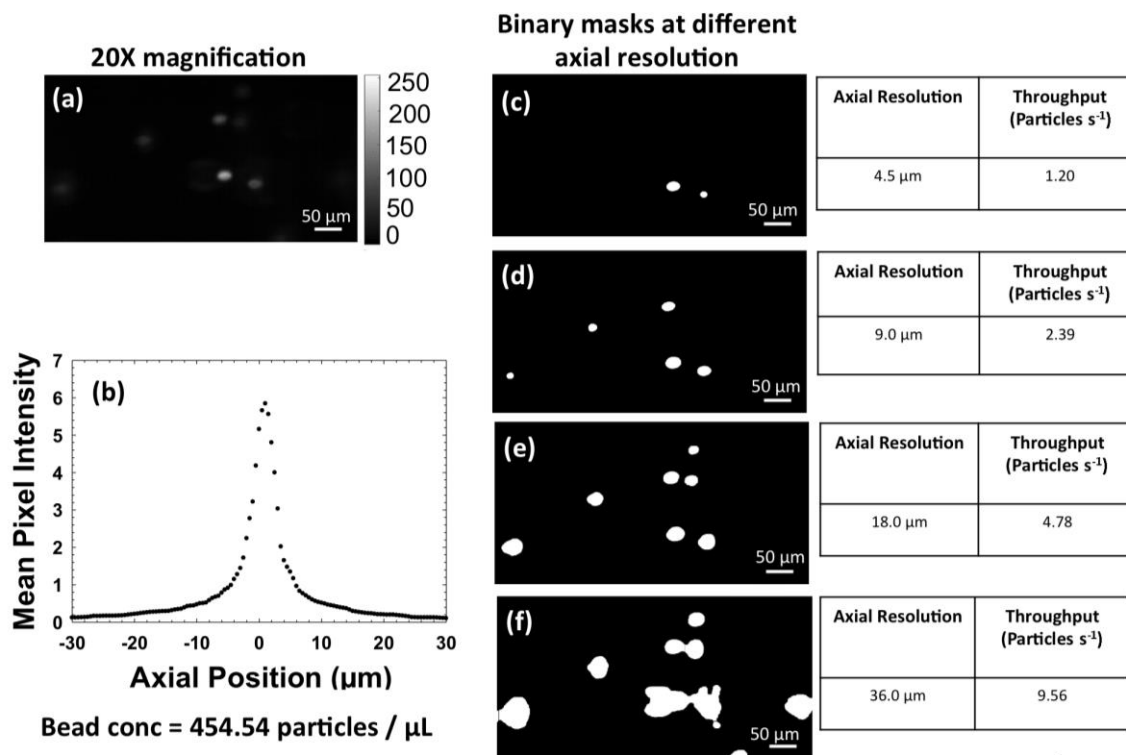 20X magnification
(a)
250
200
150
100
50
0
50 µm
(b)
Mean Pixel Intensity
7
6
5
4
3
2
1
0
-30 -20 -10 0 10 20 30
Axial Position (µm)
Bead conc = 454.54 particles / µL
Binary masks at different
axial resolution
(c)
50 µm
Axial Resolution Throughput
(Particles s⁻¹)
4.5 µm 1.20
(d)
50 µm
Axial Resolution Throughput
(Particles s⁻¹)
9.0 µm 2.39
(e)
50 µm
Axial Resolution Throughput
(Particles s⁻¹)
18.0 µm 4.78
(f)
50 µm
Axial Resolution Throughput
(Particles s⁻¹)
36.0 µm 9.56